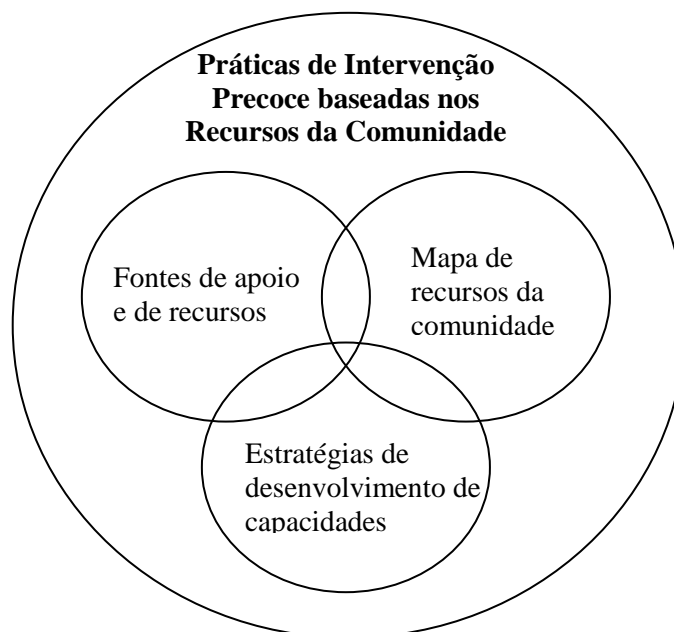 Práticas de Intervenção
Precoce baseadas nos
Recursos da Comunidade
Fontes de apoio
e de recursos
Mapa de
recursos da
comunidade
Estratégias de
desenvolvimento de
capacidades